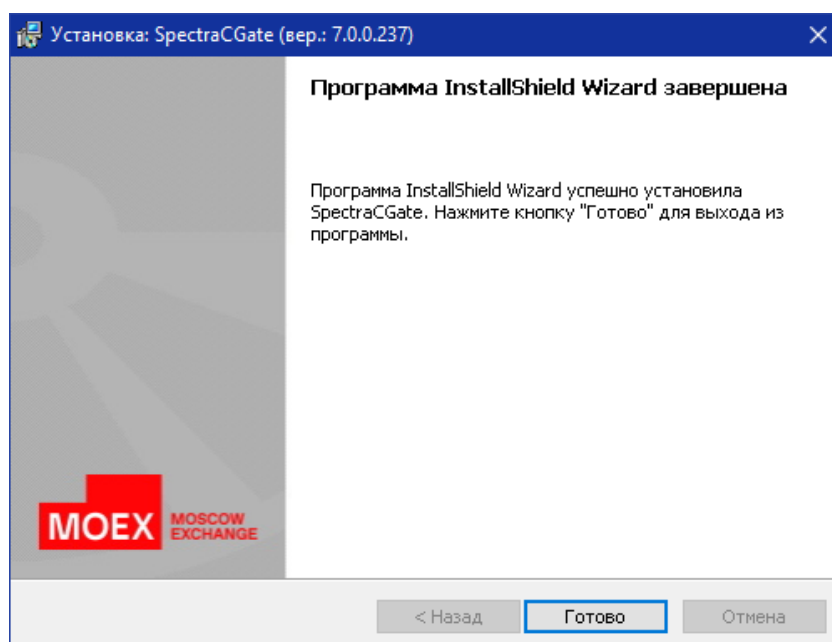 Установка: SpectraCGate (вер.: 7.0.0.237)
Программа InstallShield Wizard завершена
Программа InstallShield Wizard успешно установила
SpectraCGate. Нажмите кнопку "Готово" для выхода из
программы.
MOEX MOSCOW
EXCHANGE
< Назад Готово Отмена